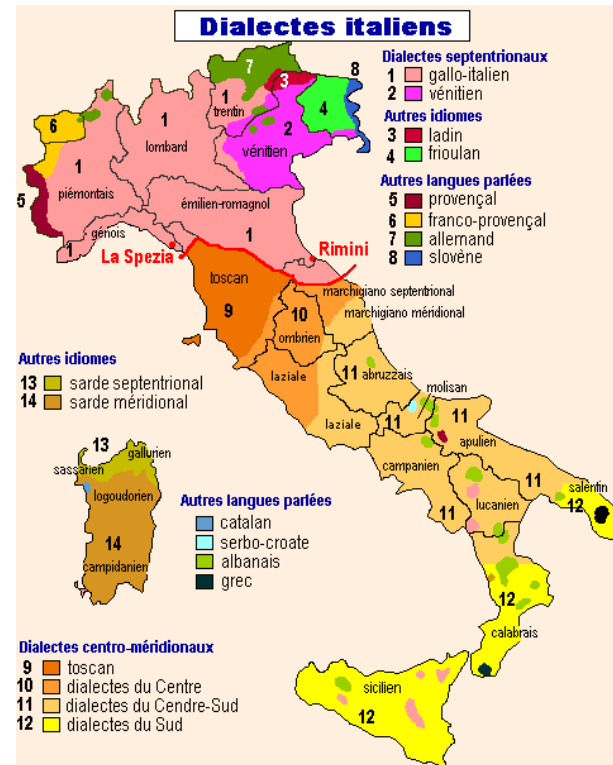 Dialectes italiens
Dialectes septentrionaux
1 gallo-italien
2 vénitien
Autres idiomes
3 ladin
4 frioulan
Autres langues parlées
5 provençal
6 franco-provençal
7 allemand
8 slovène
7
8
3
1
trentin
4
6
1
lombard
2
vénitien
1
piémontais
5
émilien-romagnol
génois
1
1
La Spezia
Rimini
toscan
9
marchigiano septentrional
10
marchigiano méridional
ombrien
laziale
11
abruzzais
molisan
laziale
11
11
apulien
campanien
11
salentin
11
lucanien
12
12
calabrais
sicilien
12
Autres idiomes
13 sarde septentrional
14 sarde méridional
13
gallurien
sassarien
logoudorien
14
campidanien
Autres langues parlées
catalan
serbo-croate
albanais
grec
Dialectes centro-méridionaux
9 toscan
10 dialectes du Centre
11 dialectes du Cendre-Sud
12 dialectes du Sud